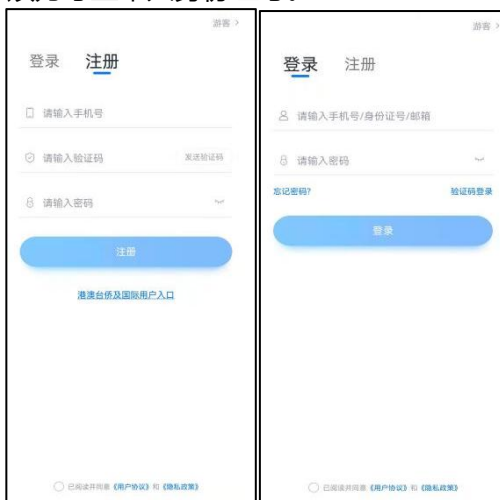 游客 >
登录 注册
请输入手机号
请输入验证码 发送验证码
请输入密码
注册
港澳台侨及国际用户入口
已阅读并同意《用户协议》和《隐私政策》
游客 >
登录 注册
请输入手机号/身份证号/邮箱
请输入密码
忘记密码? 验证码登录
登录
已阅读并同意《用户协议》和《隐私政策》